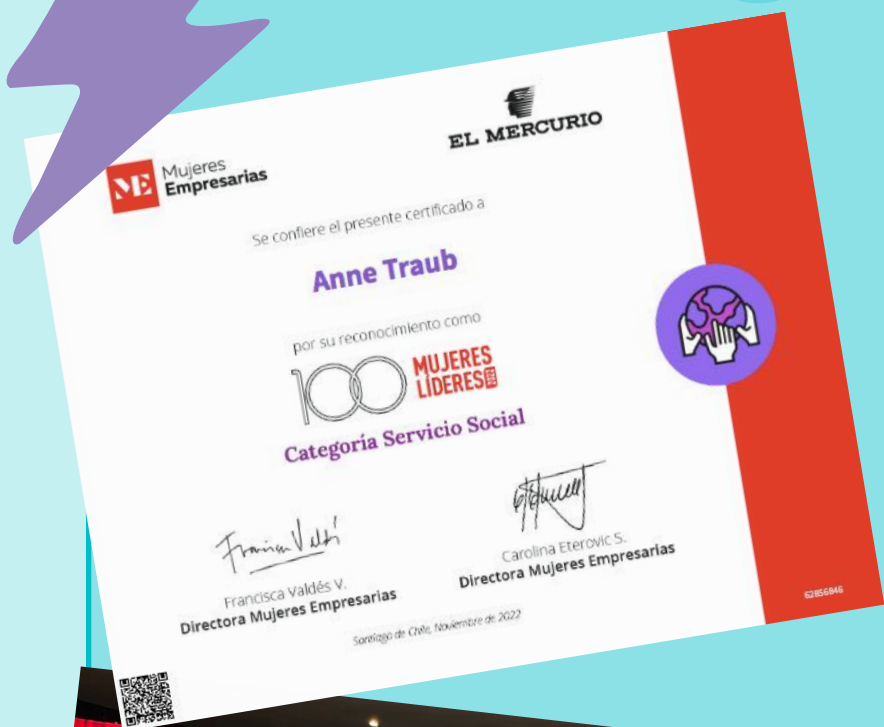 ME Mujeres
Empresarias
EL MERCURIO
Se confiere el presente certificado a
Anne Traub
por su reconocimiento como
100 MUJERES
LÍDERES 2022
Categoría Servicio Social
Francisca Valdés V.
Directora Mujeres Empresarias
Carolina Eterovic S.
Directora Mujeres Empresarias
Santiago de Chile, Noviembre de 2022
62856846